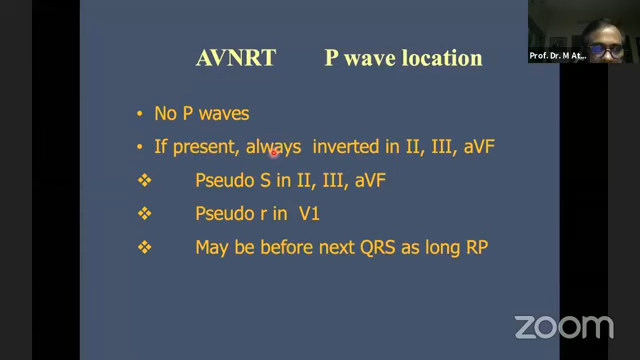 AVNRT P wave location
Prof. Dr. M At...
• No P waves
• If present, always inverted in II, III, aVF
❖ Pseudo S in II, III, aVF
❖ Pseudo r in V1
❖ May be before next QRS as long RP
zoom